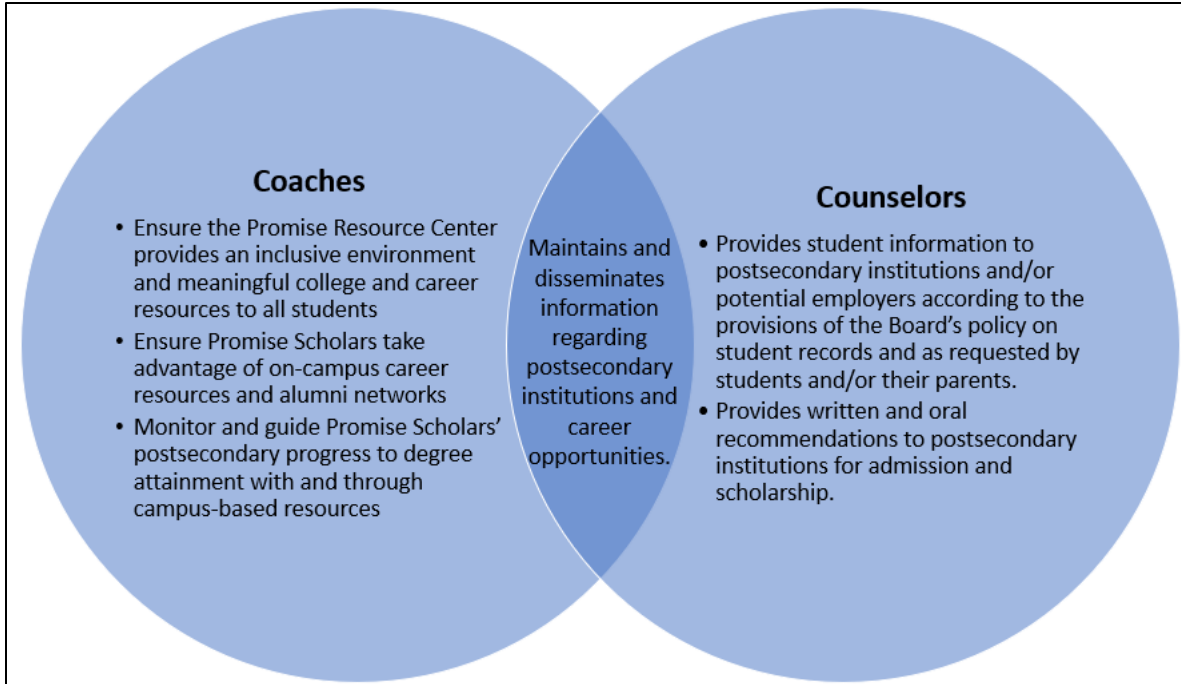 Coaches
• Ensure the Promise Resource Center
provides an inclusive environment
and meaningful college and career
resources to all students
• Ensure Promise Scholars take
advantage of on-campus career
resources and alumni networks
• Monitor and guide Promise Scholars’
postsecondary progress to degree
attainment with and through
campus-based resources
Maintains and
disseminates
information
regarding
postsecondary
institutions and
career
opportunities.
Counselors
• Provides student information to
postsecondary institutions and/or
potential employers according to the
provisions of the Board’s policy on
student records and as requested by
students and/or their parents.
• Provides written and oral
recommendations to postsecondary
institutions for admission and
scholarship.